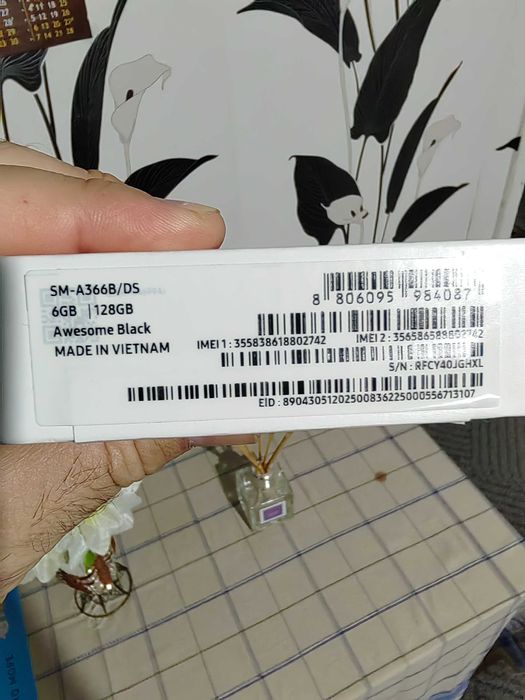 SM-A366B/DS
6GB | 128GB
Awesome Black
MADE IN VIETNAM
8 806095 984087
IMEI 1 : 355838618802742
IMEI 2 : 356586588802742
S/N : RFCY40JGHXL
EID : 89043051202500836225000556713107